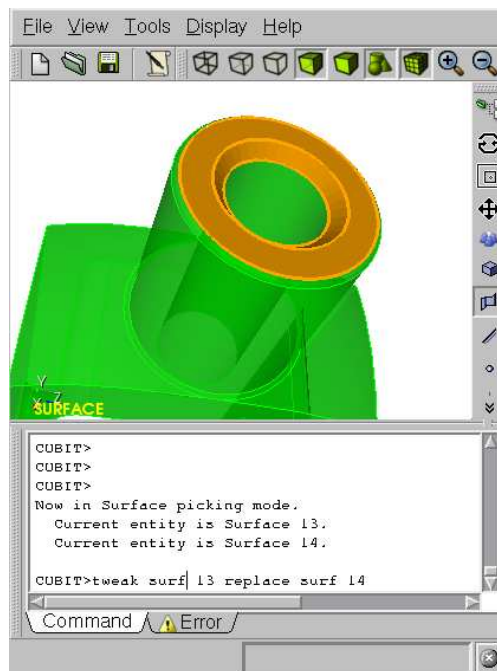 File View Tools Display Help
Y
X Z
SURFACE
CUBIT>
CUBIT>
CUBIT>
Now in Surface picking mode.
Current entity is Surface 13.
Current entity is Surface 14.
CUBIT>tweak surf 13 replace surf 14
Command Error